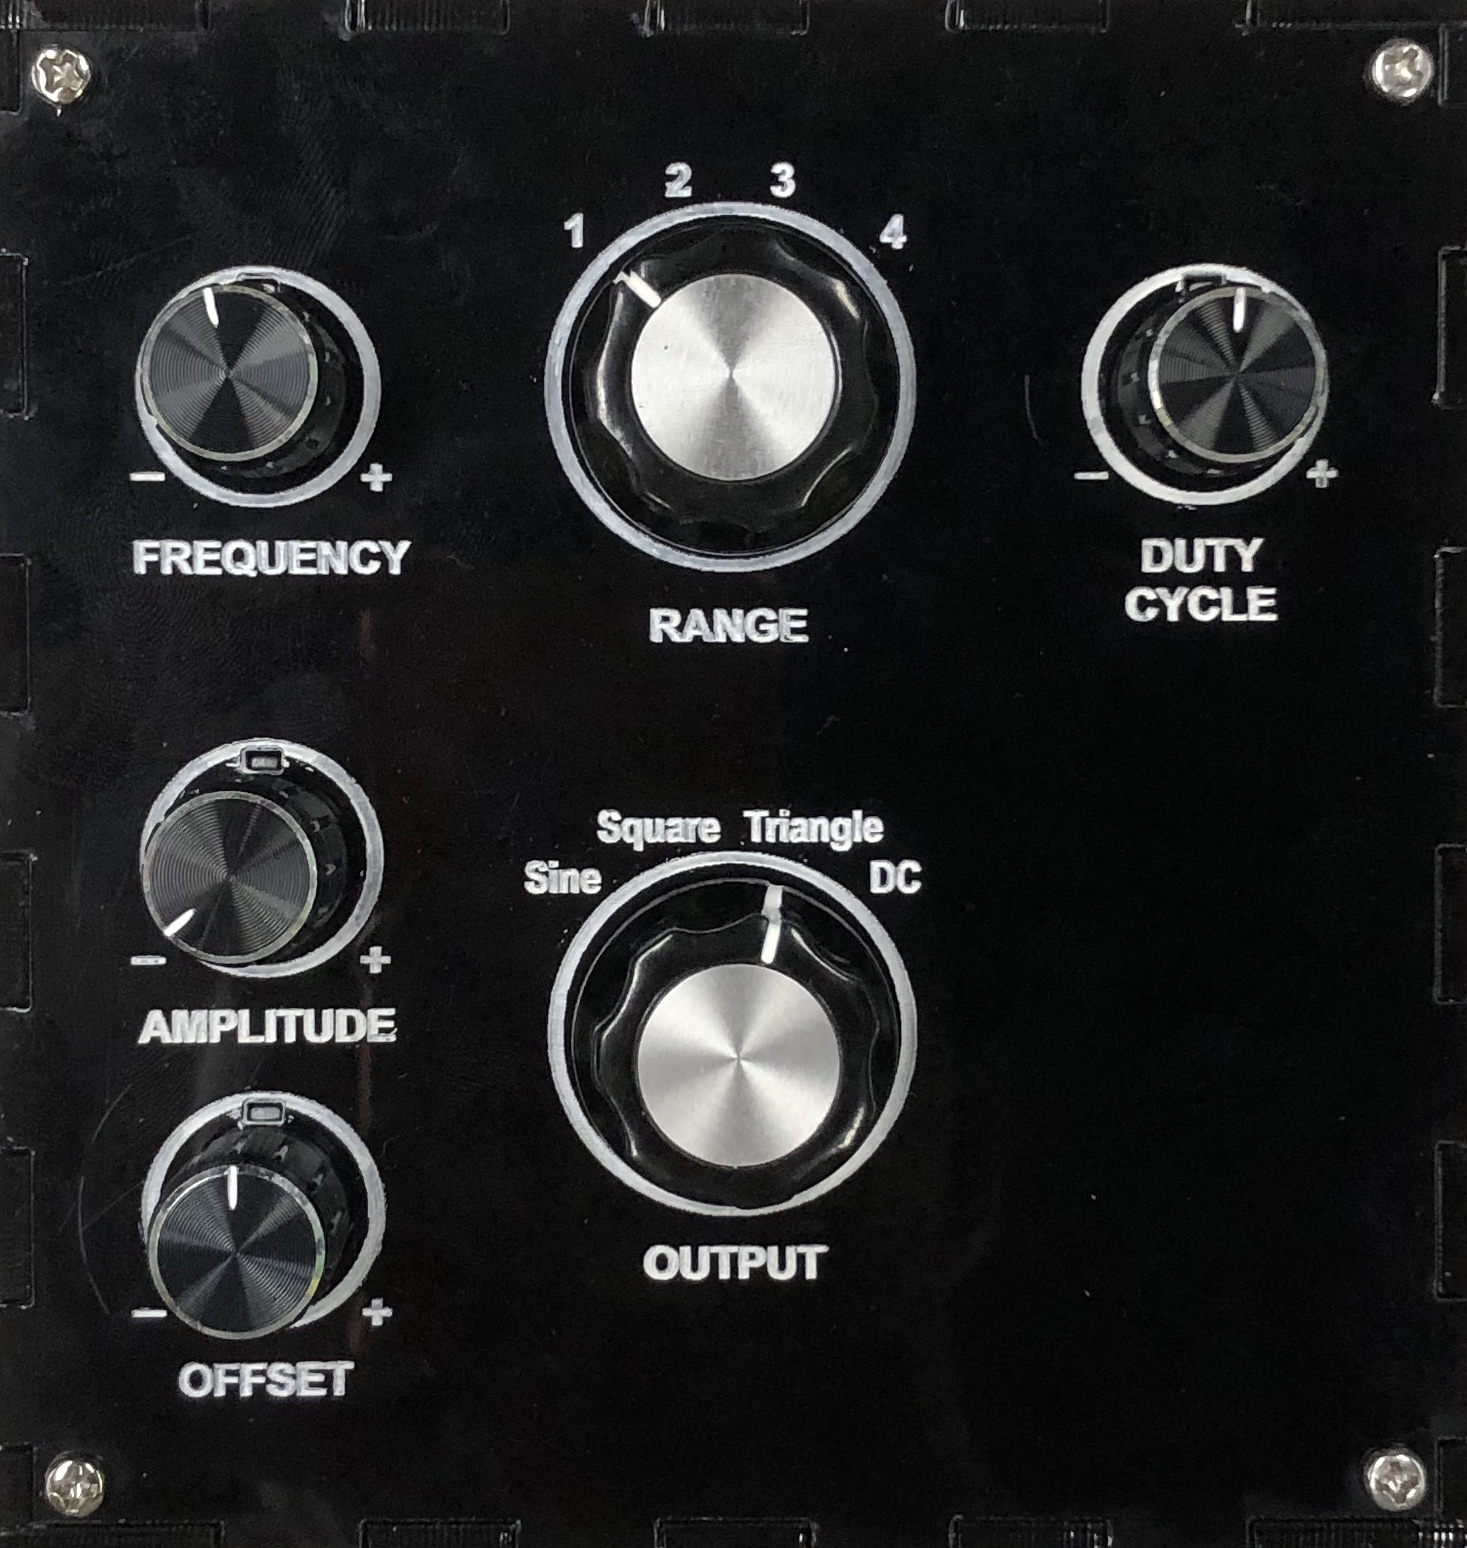 1 2 3 4
− +
FREQUENCY
RANGE
− +
DUTY
CYCLE
− +
AMPLITUDE
Sine Square Triangle DC
OUTPUT
− +
OFFSET